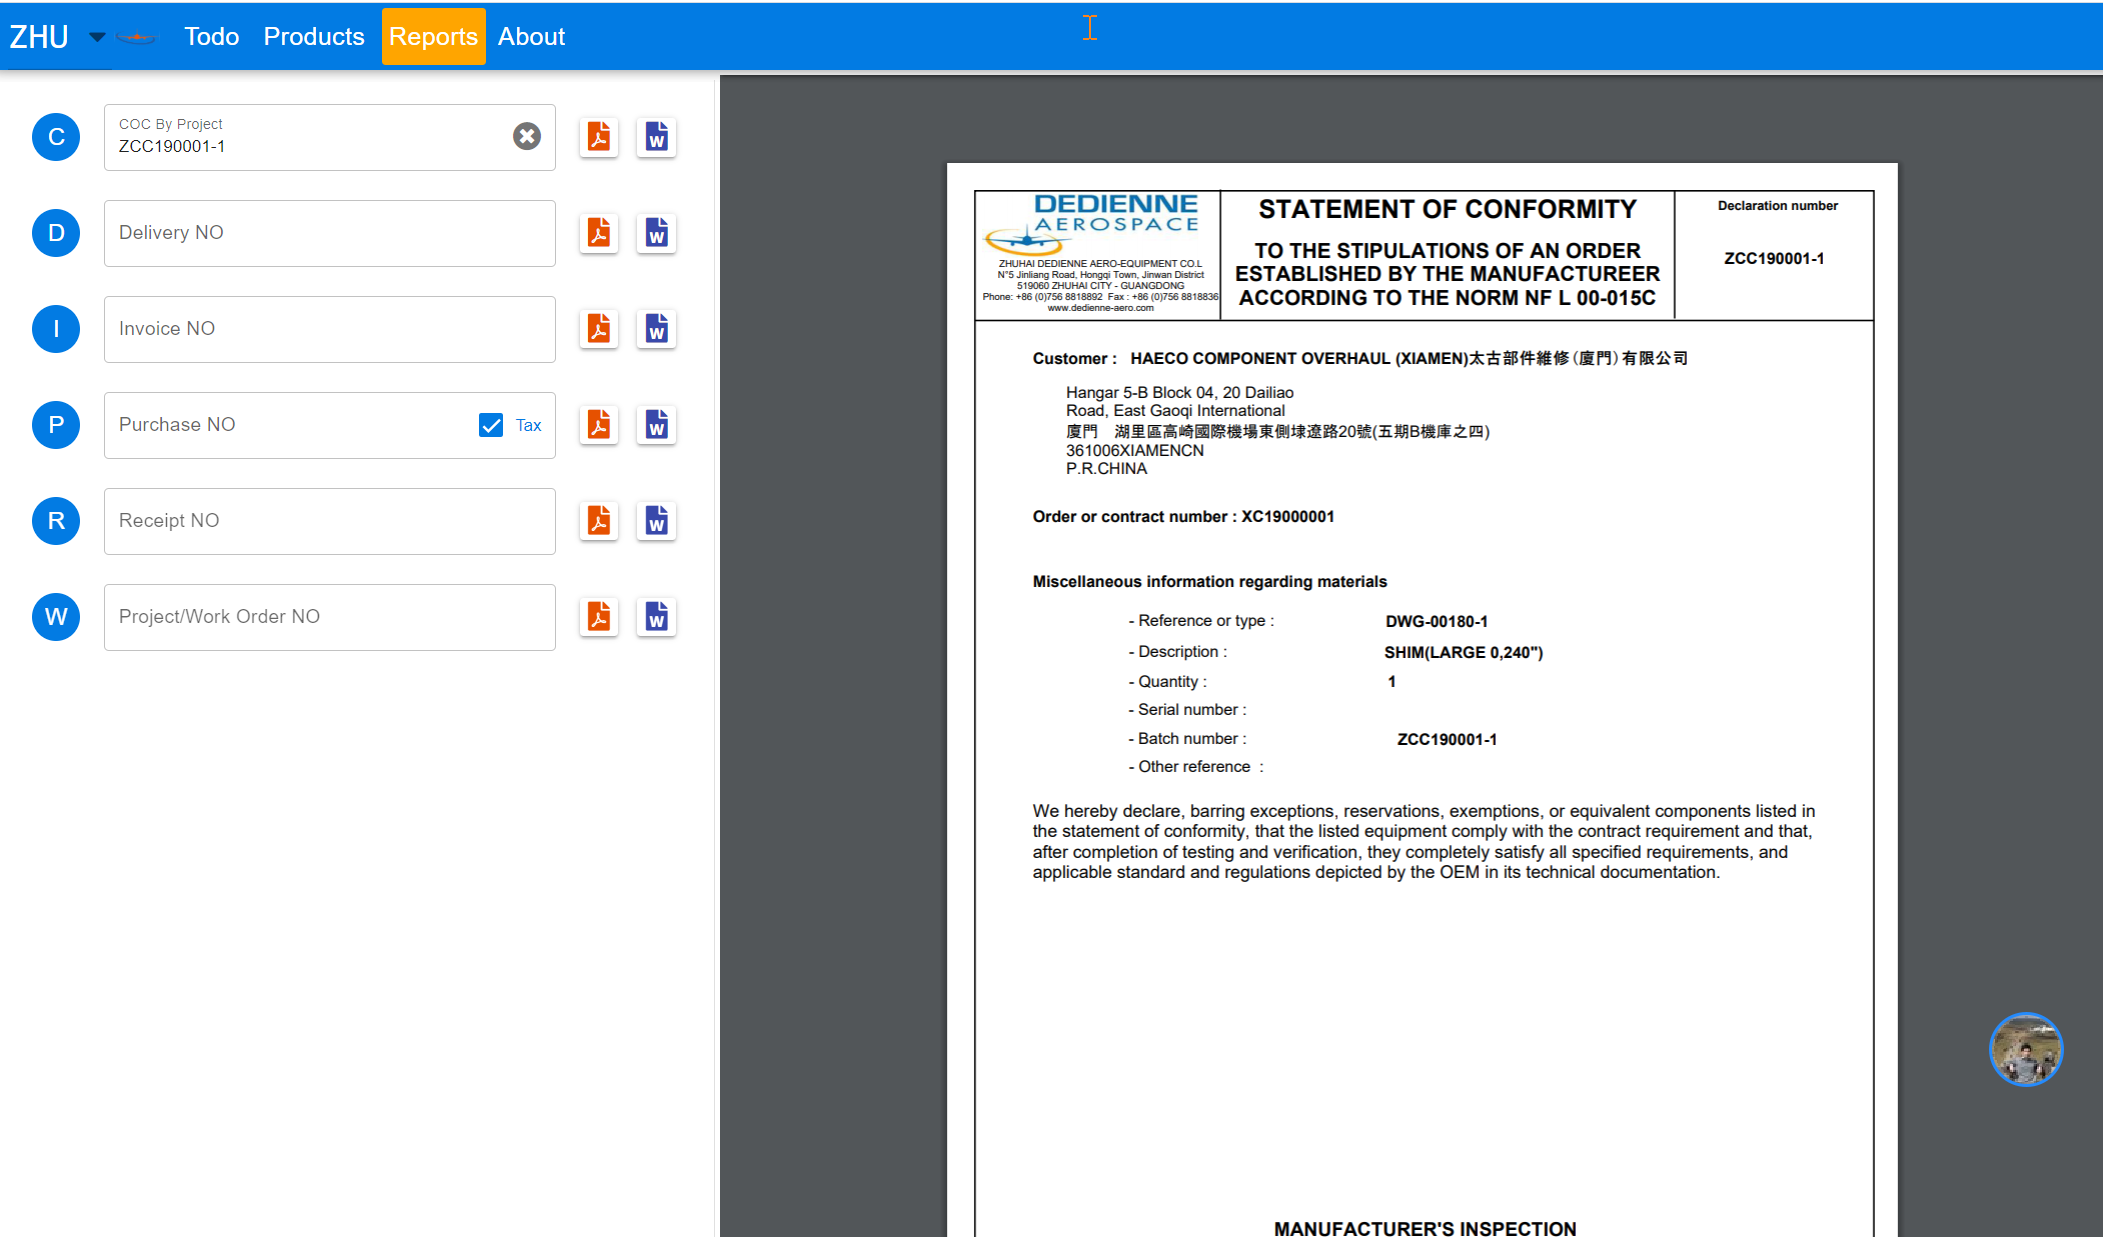 ZHU
Todo
Products
Reports
About
C
COC By Project
ZCC190001-1
D
Delivery NO
I
Invoice NO
P
Purchase NO
Tax
R
Receipt NO
W
Project/Work Order NO
DEDIENNE
AEROSPACE
ZHUHAI DEDIENNE AERO-EQUIPMENT CO.L
N°5 Jinliang Road, Hongqi Town, Jinwan District
519060 ZHUHAI CITY - GUANGDONG
Phone: +86 (0)756 8818892 Fax : +86 (0)756 8818836
www.dedienne-aero.com
STATEMENT OF CONFORMITY
TO THE STIPULATIONS OF AN ORDER
ESTABLISHED BY THE MANUFACTUREER
ACCORDING TO THE NORM NF L 00-015C
Declaration number
ZCC190001-1
Customer : HAECO COMPONENT OVERHAUL (XIAMEN)太古部件維修(廈門)有限公司
Hangar 5-B Block 04, 20 Dailiao
Road, East Gaoqi International
廈門 湖里區高崎國際機場東側埭遼路20號(五期B機庫之四)
361006XIAMENCN
P.R.CHINA
Order or contract number : XC19000001
Miscellaneous information regarding materials
- Reference or type : DWG-00180-1
- Description : SHIM(LARGE 0,240")
- Quantity : 1
- Serial number :
- Batch number : ZCC190001-1
- Other reference :
We hereby declare, barring exceptions, reservations, exemptions, or equivalent components listed in
the statement of conformity, that the listed equipment comply with the contract requirement and that,
after completion of testing and verification, they completely satisfy all specified requirements, and
applicable standard and regulations depicted by the OEM in its technical documentation.
MANUFACTURER'S INSPECTION